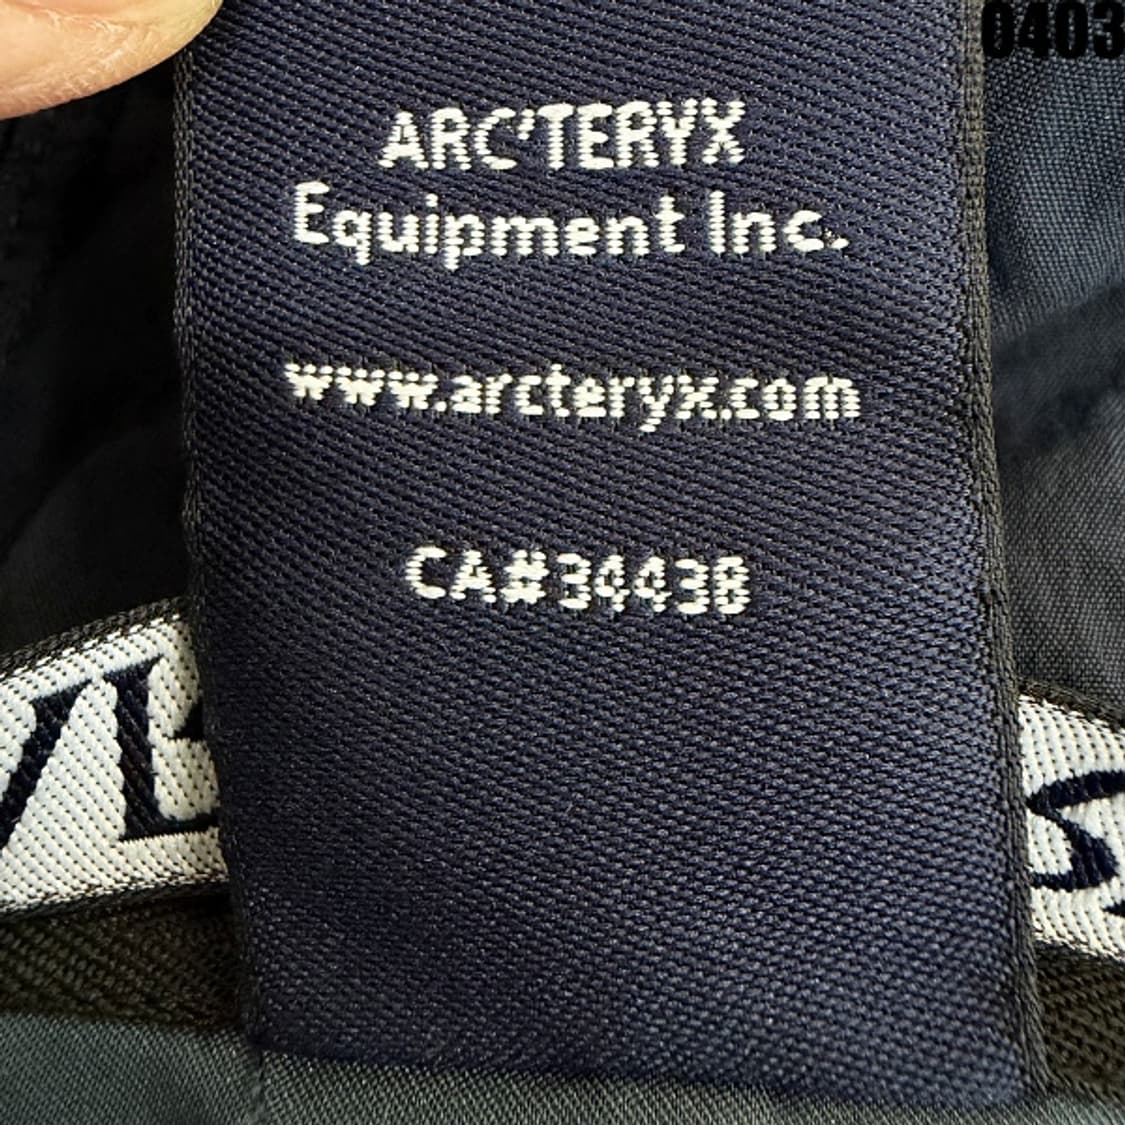 0403
ARC'TERYX
Equipment Inc.
www.arcteryx.com
CA#34438